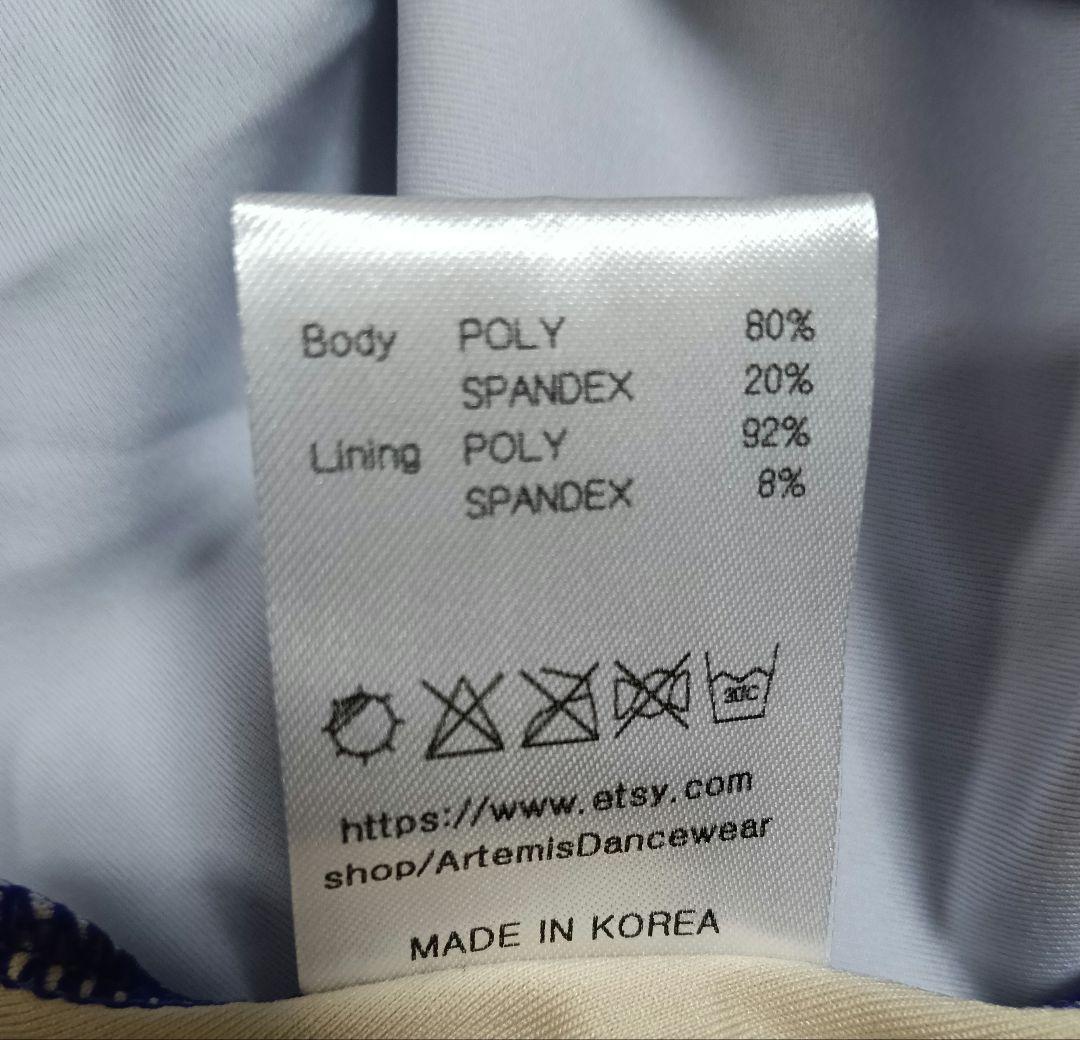 Body POLY 80%
SPANDEX 20%
Lining POLY 92%
SPANDEX 8%
30℃
https://www.etsy.com
shop/ArtemisDancewear
MADE IN KOREA